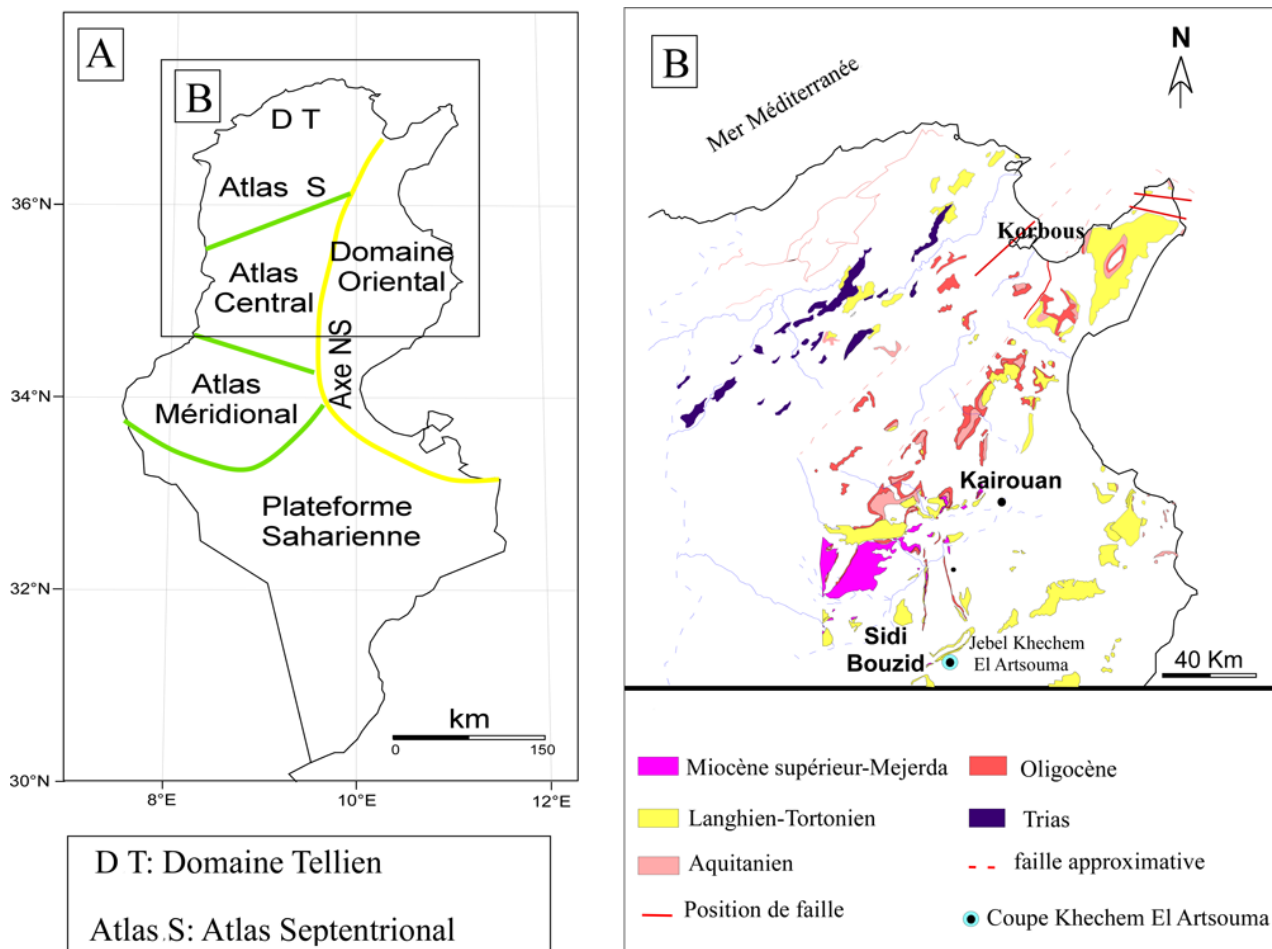 A
B
D T
Atlas S
Atlas
Central
Domaine
Oriental
Axe NS
Atlas
Méridional
Plateforme
Saharienne
36°N
34°N
32°N
30°N
8°E
10°E
12°E
km
0
150
D T: Domaine Tellien
Atlas.S: Atlas Septentrional
B
N
Mer Méditerranée
Korbous
Kairouan
Sidi
Bouzid
Jebel Khechem
El Artsouma
40 Km
Miocène supérieur-Mejerda
Oligocène
Langhien-Tortonien
Trias
Aquitanien
faille approximative
Position de faille
Coupe Khechem El Artsouma